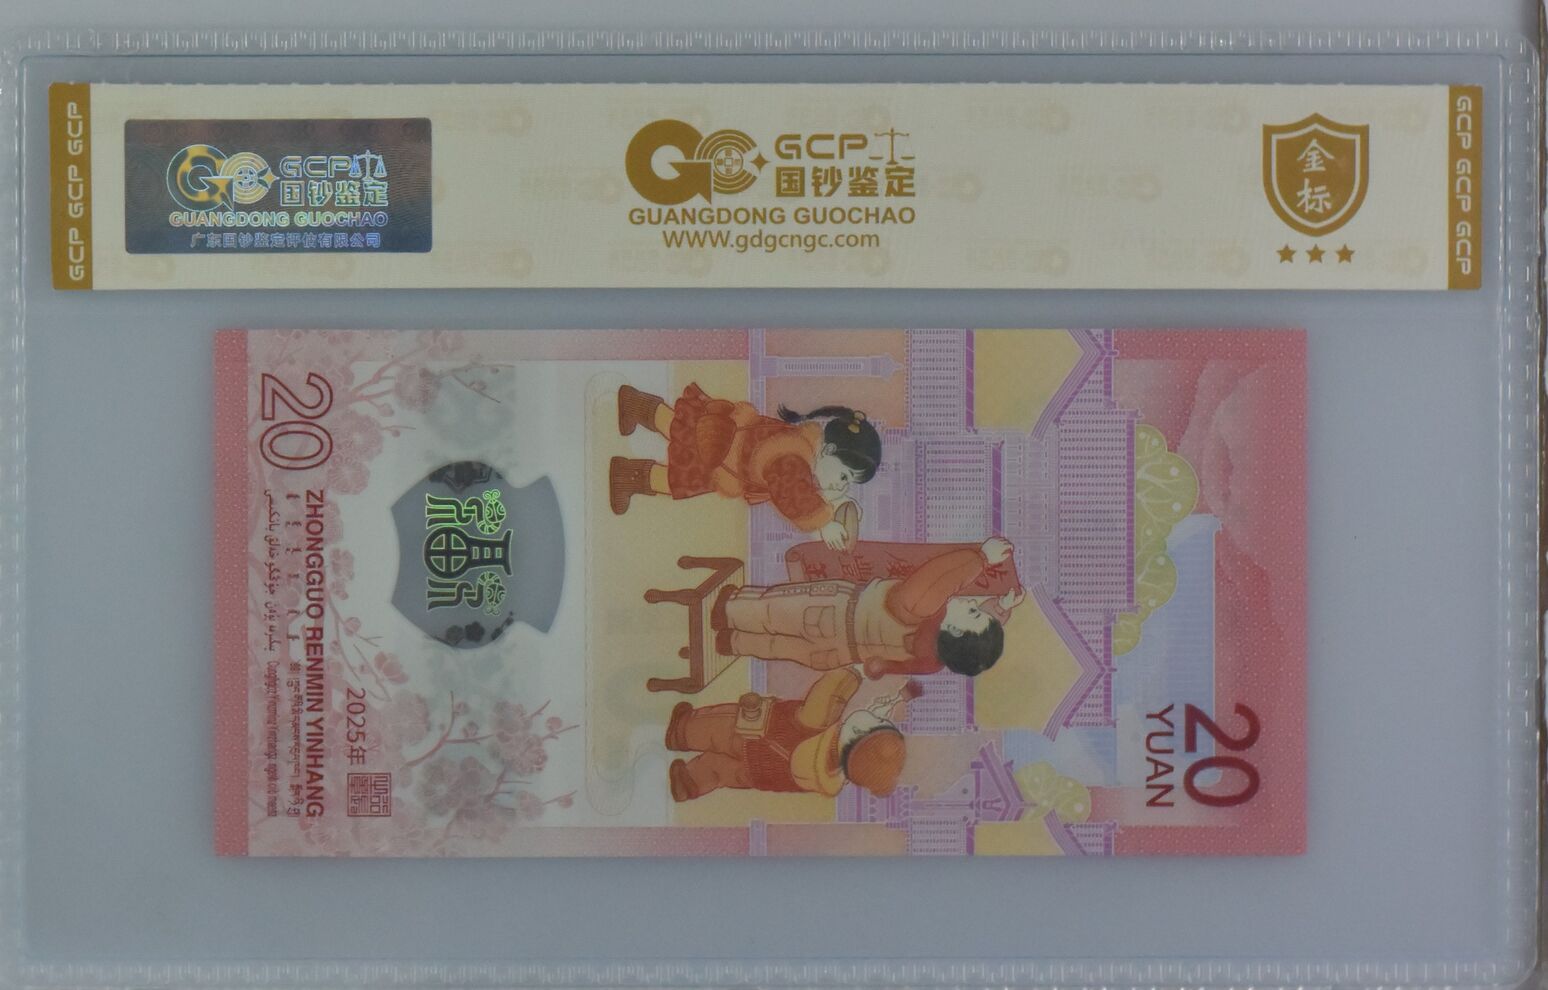 GCP GCP GCP
GCP 国钞鉴定
GUANGDONG GUOCHAO
广东国钞鉴定评估有限公司
GCP
国钞鉴定
GUANGDONG GUOCHAO
WWW.gdgcngc.com
金标
GCP GCP GCP
20
ZHONGGUO RENMIN YINHANG
2025年
20
YUAN